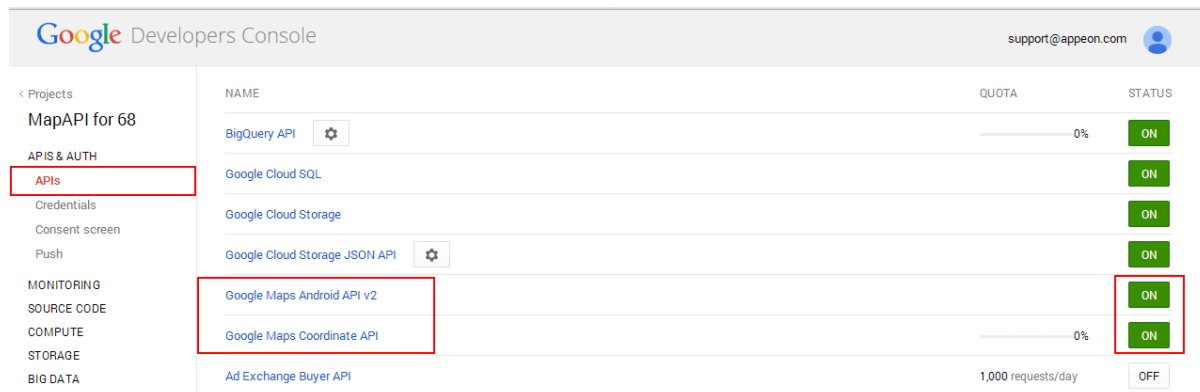 Google Developers Console
support@appeon.com
< Projects
MapAPI for 68
APIS & AUTH
APIs
Credentials
Consent screen
Push
MONITORING
SOURCE CODE
COMPUTE
STORAGE
BIG DATA
NAME QUOTA STATUS
BigQuery API 0% ON
Google Cloud SQL ON
Google Cloud Storage ON
Google Cloud Storage JSON API ON
Google Maps Android API v2 ON
Google Maps Coordinate API 0% ON
Ad Exchange Buyer API 1,000 requests/day OFF